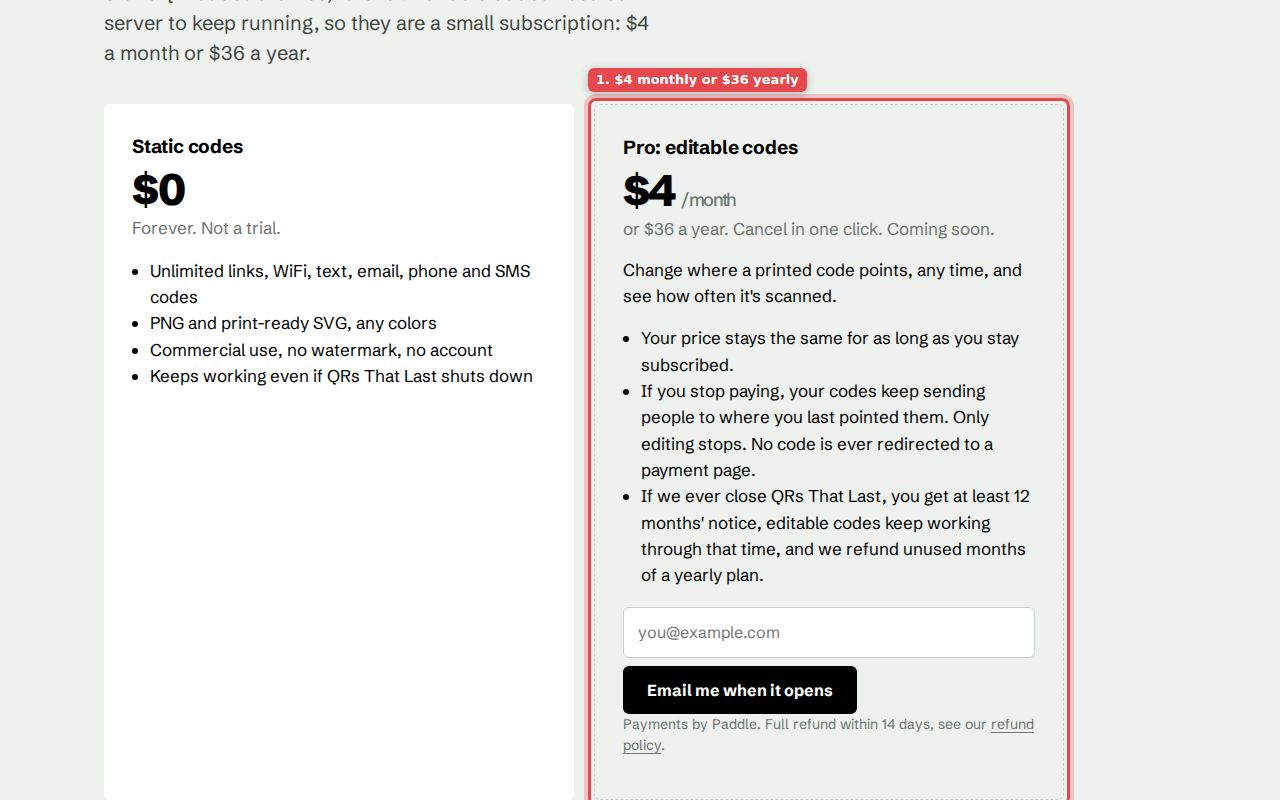 server to keep running, so they are a small subscription: $4
a month or $36 a year.
1. $4 monthly or $36 yearly
Static codes
$0
Forever. Not a trial.
• Unlimited links, WiFi, text, email, phone and SMS
codes
• PNG and print-ready SVG, any colors
• Commercial use, no watermark, no account
• Keeps working even if QRs That Last shuts down
Pro: editable codes
$4 /month
or $36 a year. Cancel in one click. Coming soon.
Change where a printed code points, any time, and
see how often it's scanned.
• Your price stays the same for as long as you stay
subscribed.
• If you stop paying, your codes keep sending
people to where you last pointed them. Only
editing stops. No code is ever redirected to a
payment page.
• If we ever close QRs That Last, you get at least 12
months' notice, editable codes keep working
through that time, and we refund unused months
of a yearly plan.
you@example.com
Email me when it opens
Payments by Paddle. Full refund within 14 days, see our refund
policy.